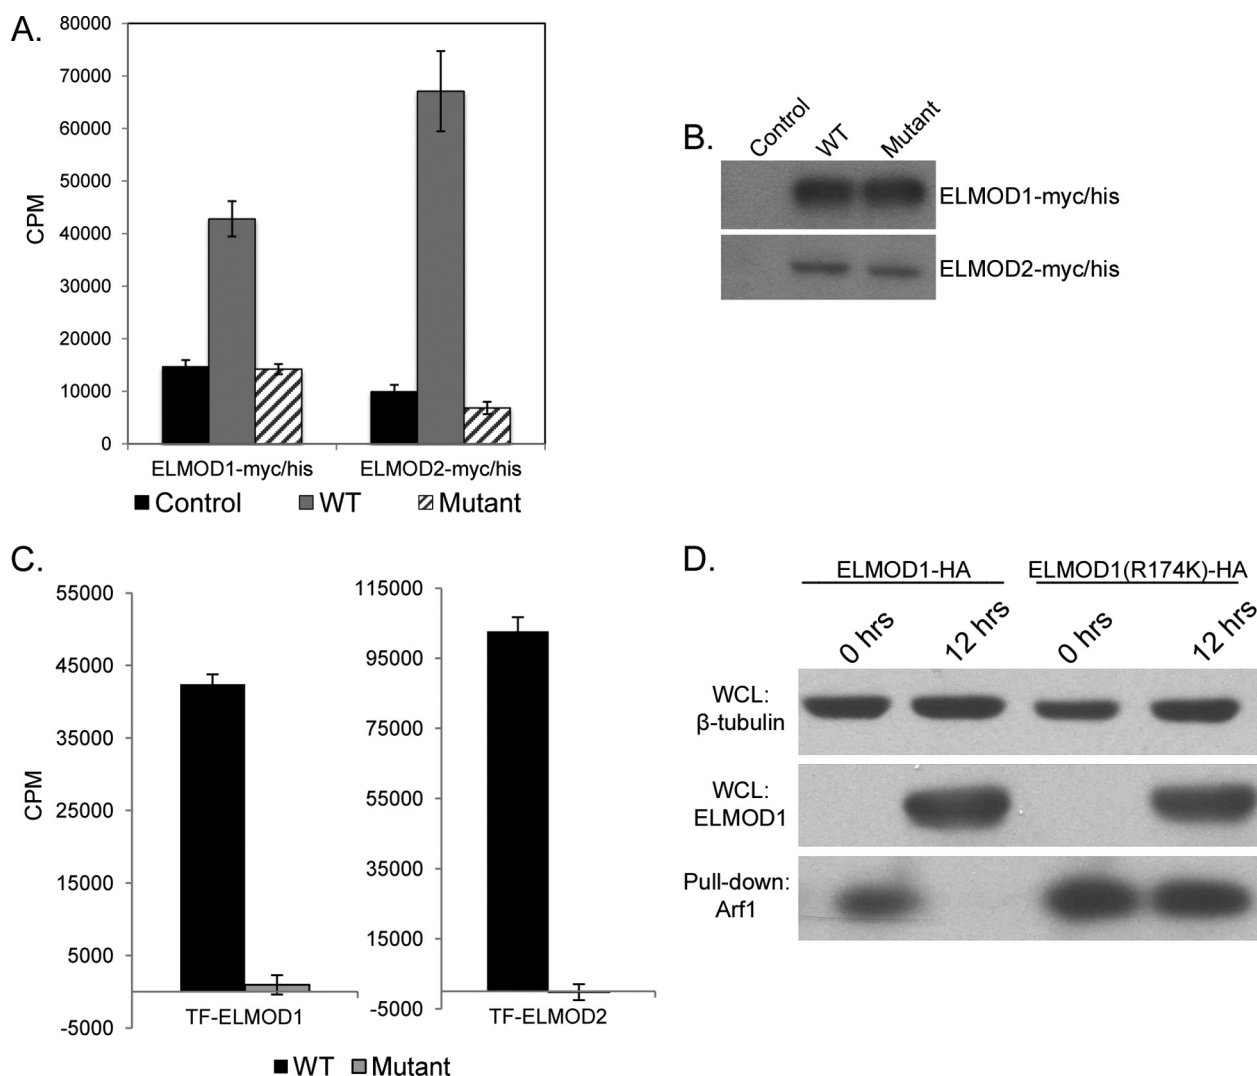 A.
80000
70000
60000
50000
40000
30000
20000
10000
0
CPM
ELMOD1-myc/his
ELMOD2-myc/his
Control
WT
Mutant
B.
Control
WT
Mutant
ELMOD1-myc/his
ELMOD2-myc/his
C.
55000
45000
35000
25000
15000
5000
-5000
CPM
TF-ELMOD1
115000
95000
75000
55000
35000
15000
-5000
TF-ELMOD2
WT
Mutant
D.
ELMOD1-HA
ELMOD1(R174K)-HA
0 hrs
12 hrs
0 hrs
12 hrs
WCL:
β-tubulin
WCL:
ELMOD1
Pull-down:
Arf1